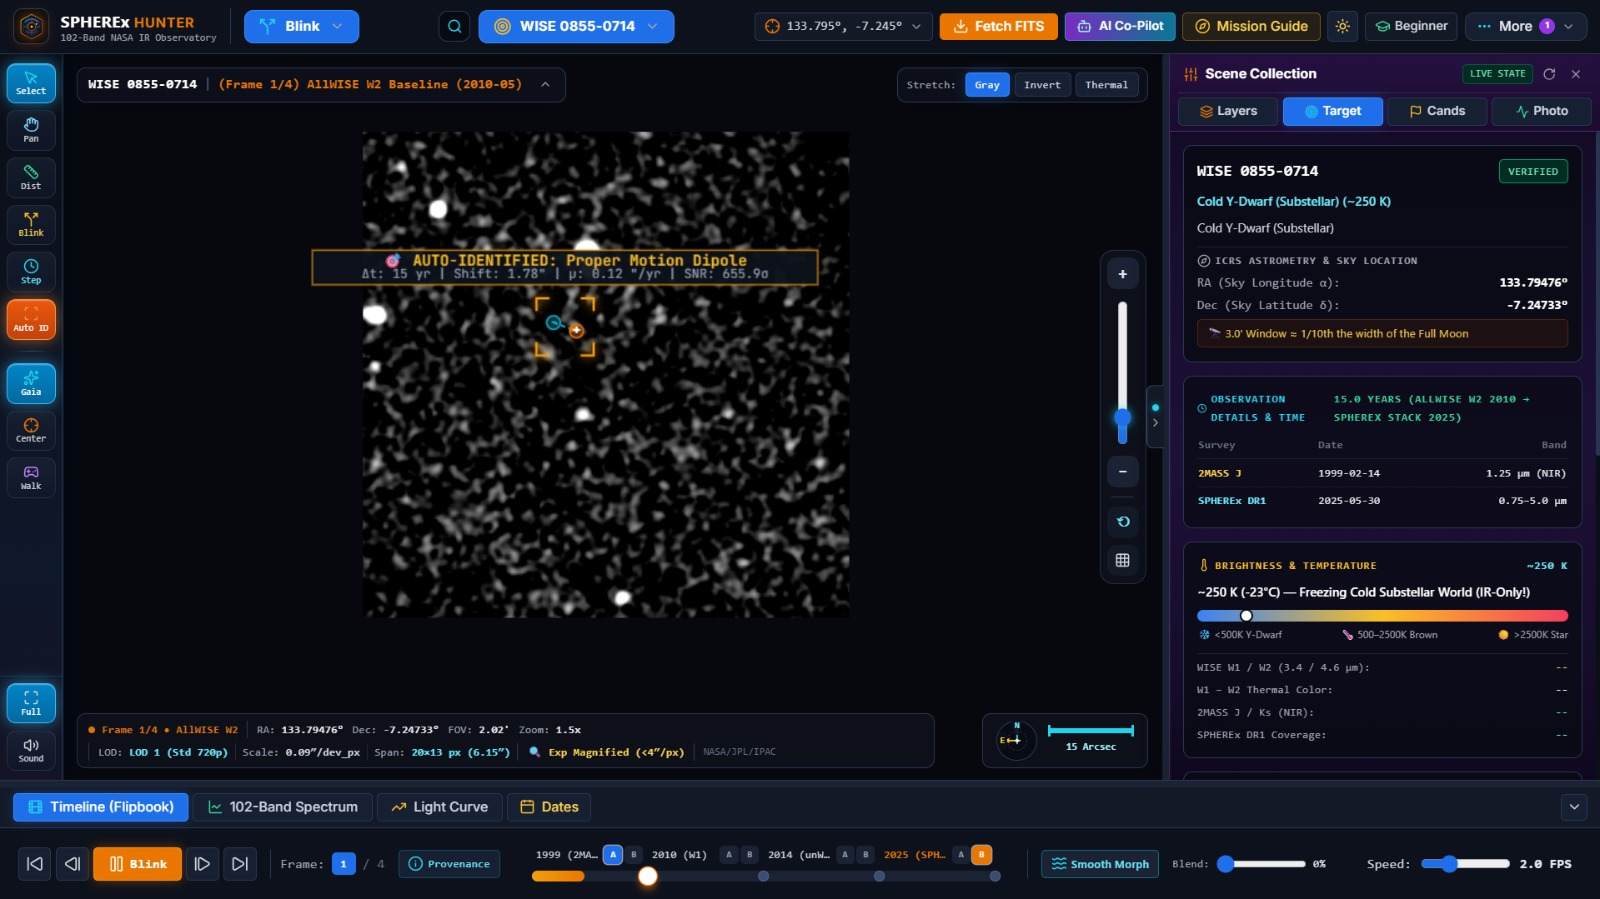 SPHEREx HUNTER
102-Band NASA IR Observatory
Blink
WISE 0855-0714
133.795°, -7.245°
Fetch FITS
AI Co-Pilot
Mission Guide
Beginner
More 1
Select
Pan
Dist
Blink
Step
Auto ID
Gaia
Center
Walk
Full
Sound
WISE 0855-0714 | (Frame 1/4) AllWISE W2 Baseline (2010-05)
Stretch: Gray Invert Thermal
AUTO-IDENTIFIED: Proper Motion Dipole
Δt: 15 yr | Shift: 1.78" | μ: 0.12 "/yr | SNR: 655.9σ
Frame 1/4 • AllWISE W2 RA: 133.79476° Dec: -7.24733° FOV: 2.02' Zoom: 1.5x
LOD: LOD 1 (Std 720p) Scale: 0.09″/dev_px Span: 20×13 px (6.15″) Exp Magnified (<4″/px) NASA/JPL/IPAC
N
E
15 Arcsec
Scene Collection
LIVE STATE
Layers
Target
Cands
Photo
WISE 0855-0714
VERIFIED
Cold Y-Dwarf (Substellar) (~250 K)
Cold Y-Dwarf (Substellar)
ICRS ASTROMETRY & SKY LOCATION
RA (Sky Longitude α): 133.79476°
Dec (Sky Latitude δ): -7.24733°
3.0' Window ≈ 1/10th the width of the Full Moon
OBSERVATION DETAILS & TIME
15.0 YEARS (ALLWISE W2 2010 → SPHEREX STACK 2025)
Survey Date Band
2MASS J 1999-02-14 1.25 μm (NIR)
SPHEREx DR1 2025-05-30 0.75–5.0 μm
BRIGHTNESS & TEMPERATURE ~250 K
~250 K (-23°C) — Freezing Cold Substellar World (IR-Only!)
<500K Y-Dwarf 500–2500K Brown >2500K Star
WISE W1 / W2 (3.4 / 4.6 μm): --
W1 – W2 Thermal Color: --
2MASS J / Ks (NIR): --
SPHEREx DR1 Coverage: --
Timeline (Flipbook)
102-Band Spectrum
Light Curve
Dates
Blink
Frame: 1 / 4
Provenance
1999 (2MA… A B 2010 (W1) A B 2014 (unW… A B 2025 (SPH… A B
Smooth Morph
Blend: 0%
Speed: 2.0 FPS